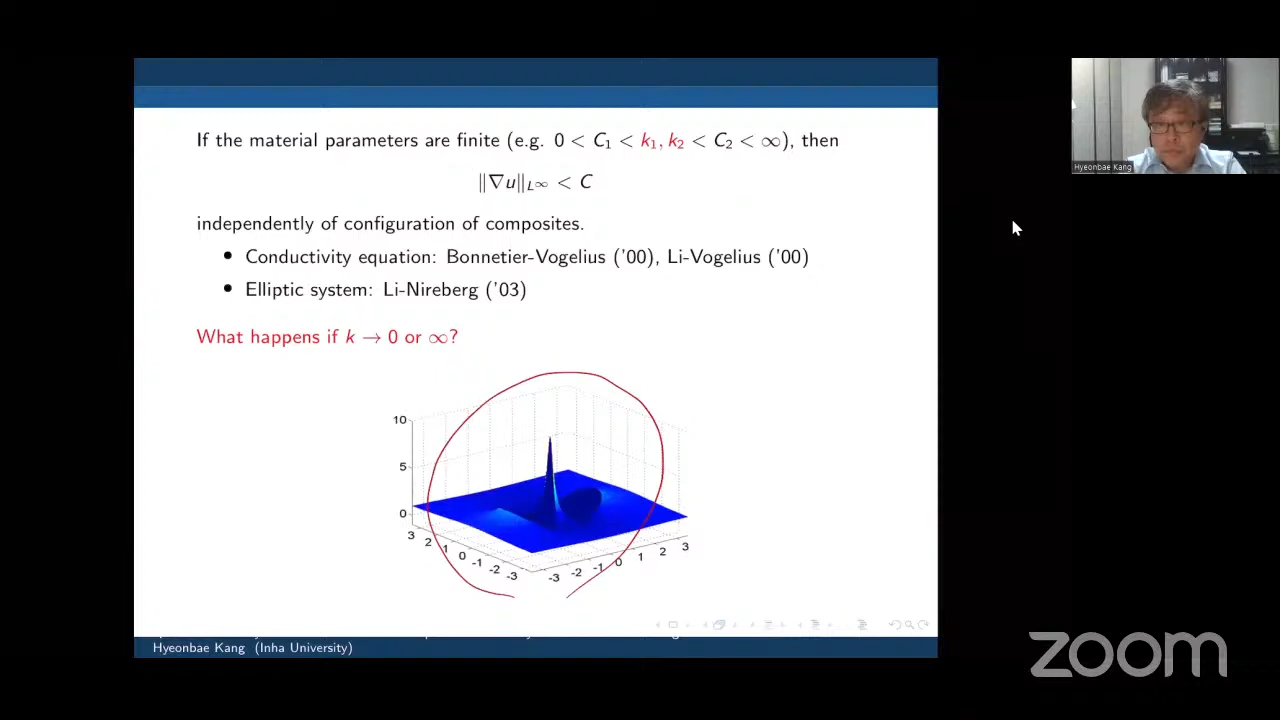 If the material parameters are finite (e.g. 0 < C₁ < k₁, k₂ < C₂ < ∞), then
‖∇u‖L∞ < C
independently of configuration of composites.
• Conductivity equation: Bonnetier-Vogelius ('00), Li-Vogelius ('00)
• Elliptic system: Li-Nireberg ('03)
What happens if k → 0 or ∞?
10
5
0
3 2 1 0 -1 -2 -3
-3 -2 -1 0 1 2 3
Hyeonbae Kang (Inha University)
Hyeonbae Kang
zoom